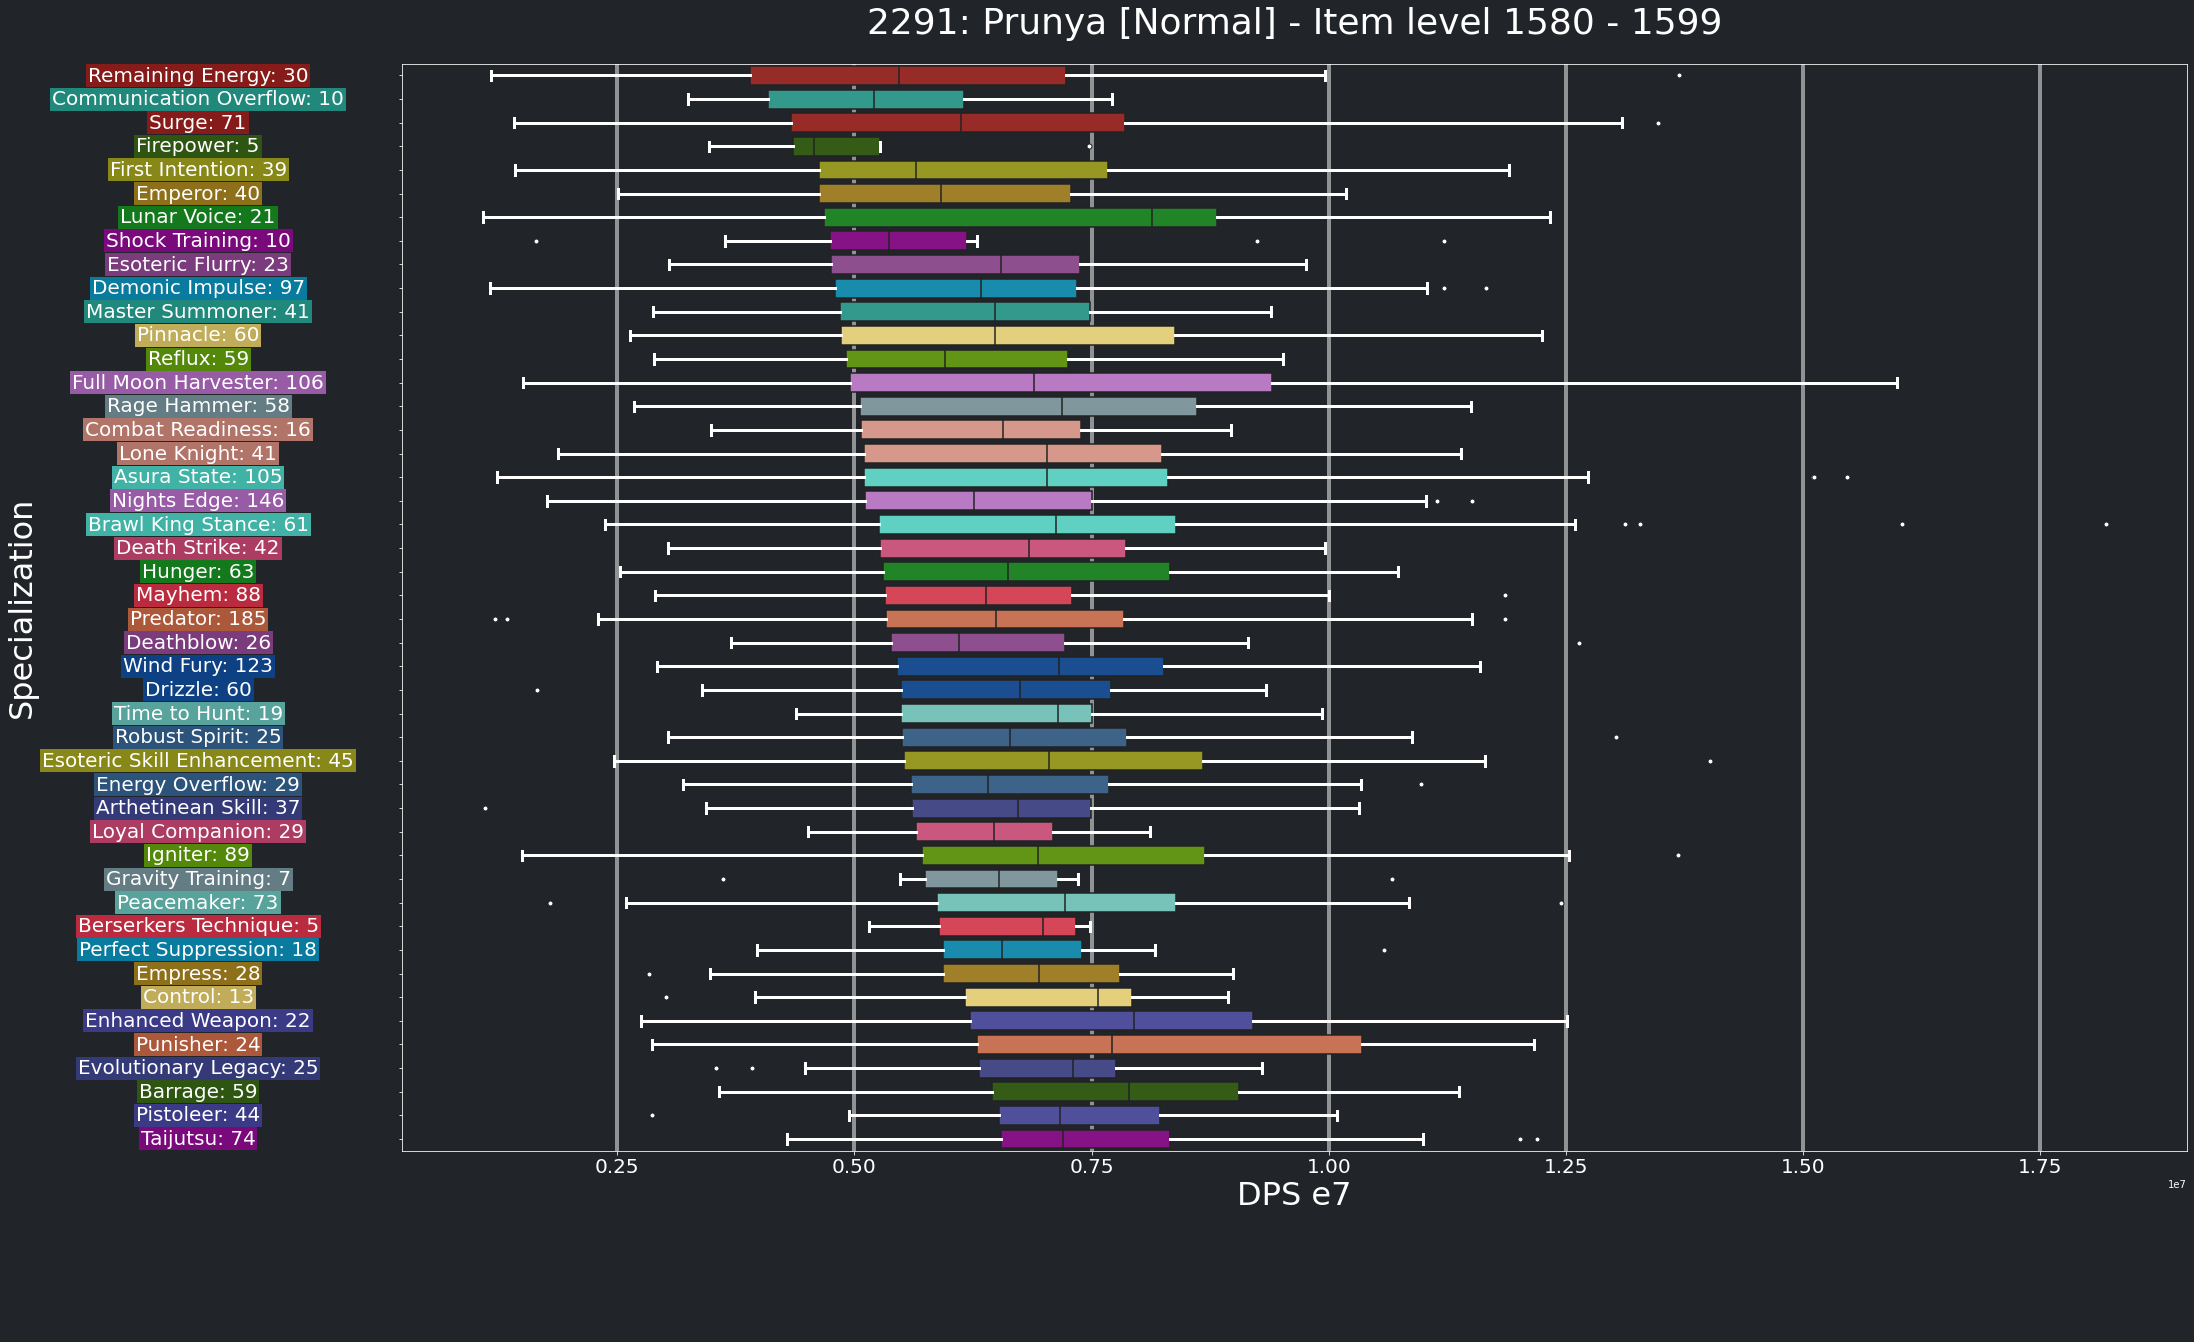 2291: Prunya [Normal] - Item level 1580 - 1599
Specialization
Remaining Energy: 30
Communication Overflow: 10
Surge: 71
Firepower: 5
First Intention: 39
Emperor: 40
Lunar Voice: 21
Shock Training: 10
Esoteric Flurry: 23
Demonic Impulse: 97
Master Summoner: 41
Pinnacle: 60
Reflux: 59
Full Moon Harvester: 106
Rage Hammer: 58
Combat Readiness: 16
Lone Knight: 41
Asura State: 105
Nights Edge: 146
Brawl King Stance: 61
Death Strike: 42
Hunger: 63
Mayhem: 88
Predator: 185
Deathblow: 26
Wind Fury: 123
Drizzle: 60
Time to Hunt: 19
Robust Spirit: 25
Esoteric Skill Enhancement: 45
Energy Overflow: 29
Arthetinean Skill: 37
Loyal Companion: 29
Igniter: 89
Gravity Training: 7
Peacemaker: 73
Berserkers Technique: 5
Perfect Suppression: 18
Empress: 28
Control: 13
Enhanced Weapon: 22
Punisher: 24
Evolutionary Legacy: 25
Barrage: 59
Pistoleer: 44
Taijutsu: 74
0.25 0.50 0.75 1.00 1.25 1.50 1.75
1e7
DPS e7